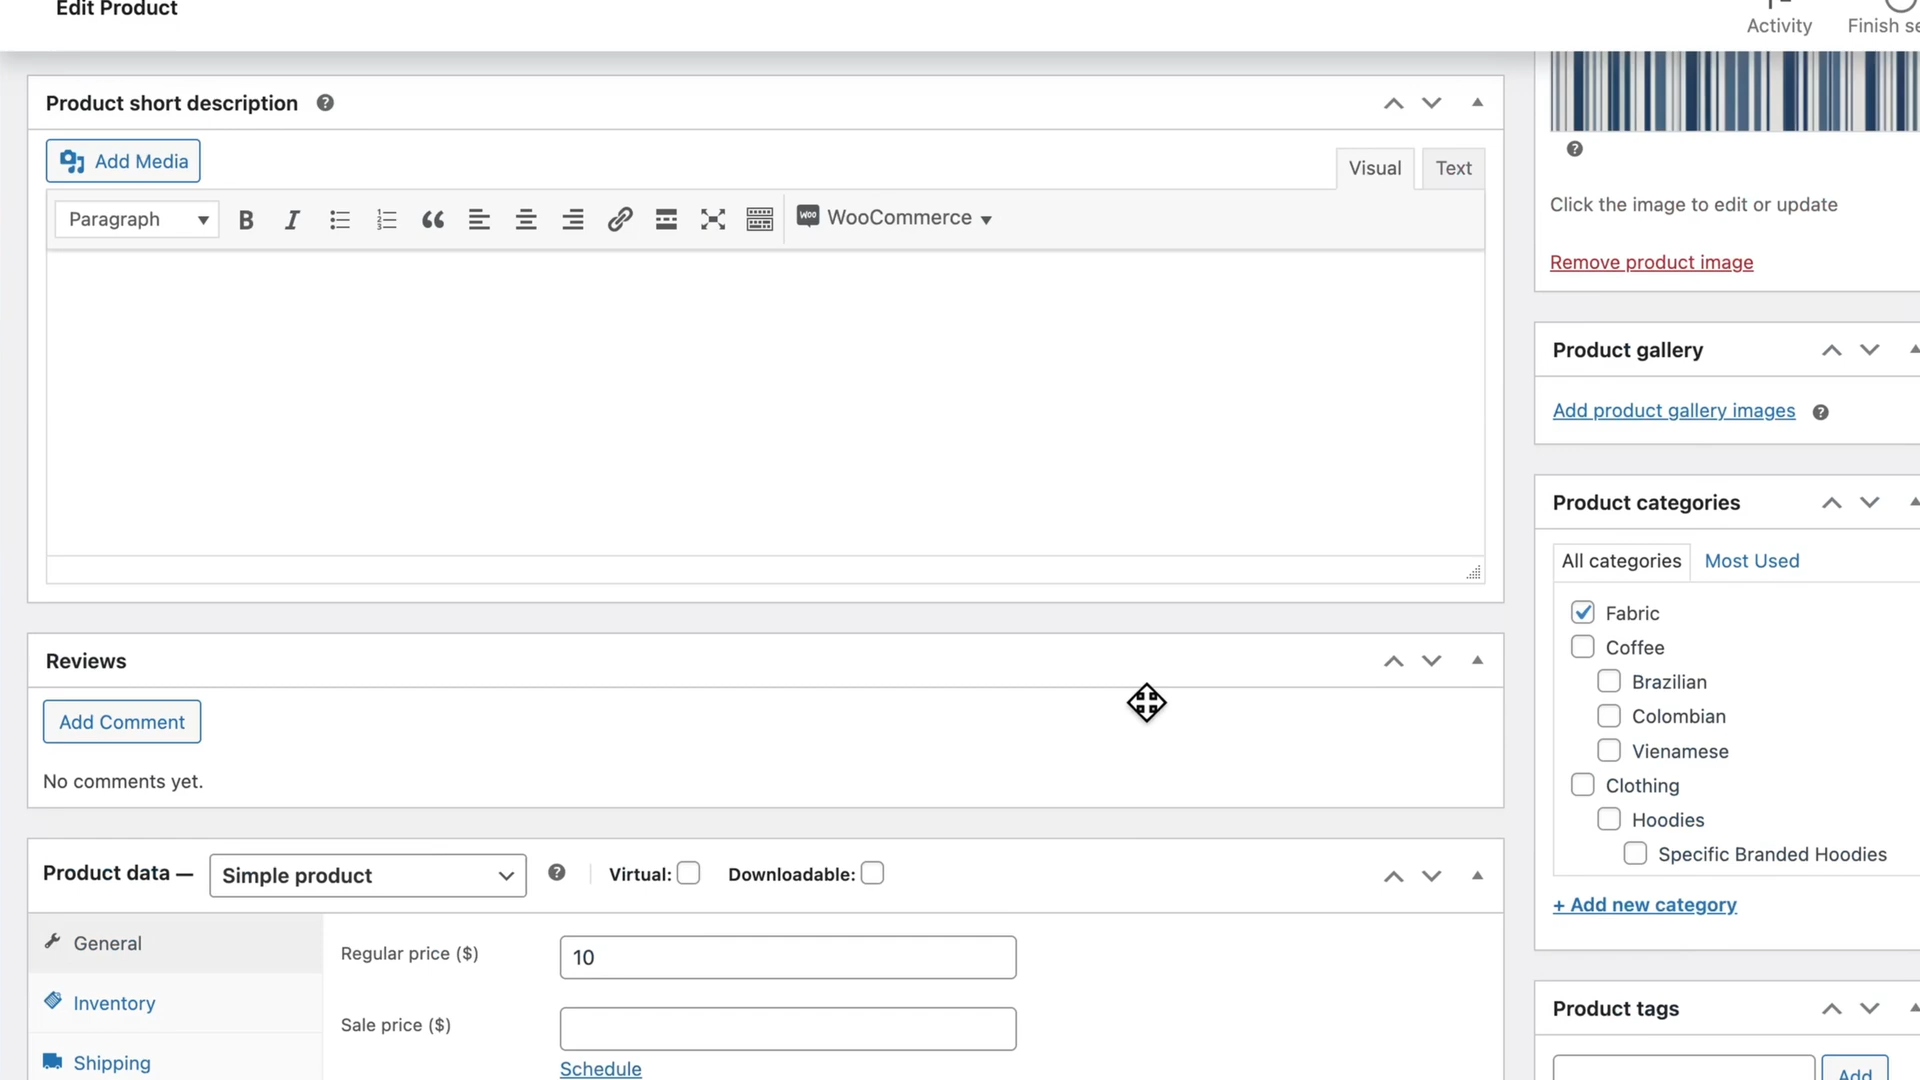 Edit Product
Activity
Finish se
Product short description
Add Media
Visual
Text
Paragraph
WooCommerce
Click the image to edit or update
Remove product image
Product gallery
Add product gallery images
Product categories
All categories
Most Used
Fabric
Coffee
Brazilian
Colombian
Vienamese
Clothing
Hoodies
Specific Branded Hoodies
+ Add new category
Reviews
Add Comment
No comments yet.
Product data —
Simple product
Virtual:
Downloadable:
General
Inventory
Shipping
Regular price ($)
10
Sale price ($)
Schedule
Product tags
Add